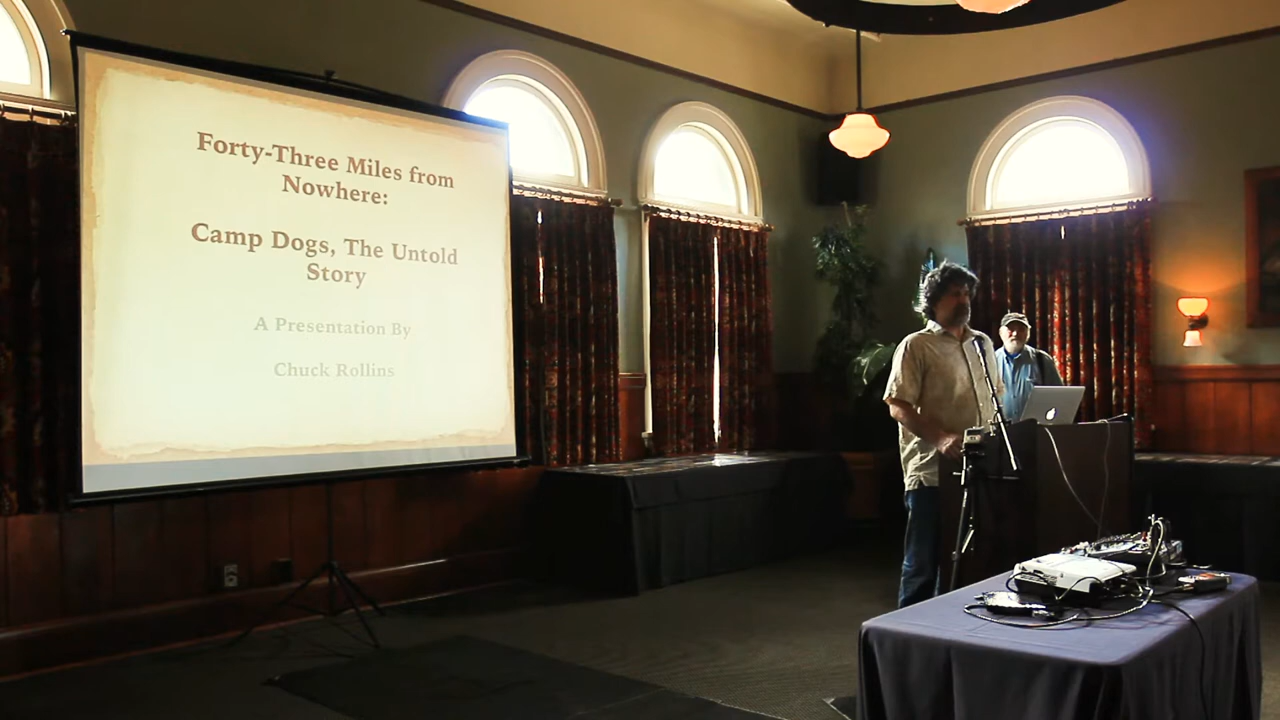 Forty-Three Miles from
Nowhere:
Camp Dogs, The Untold
Story
A Presentation By
Chuck Rollins